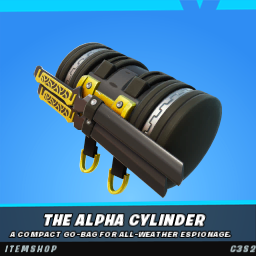 THE ALPHA CYLINDER
A COMPACT GO-BAG FOR ALL-WEATHER ESPIONAGE.
ITEMSHOP C3S2